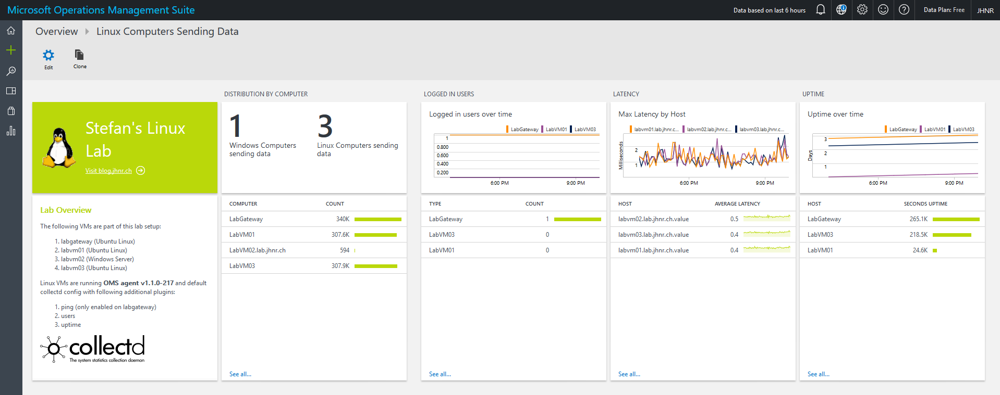 Microsoft Operations Management Suite
Data based on last 6 hours
Data Plan: Free
JHNR
Overview
Linux Computers Sending Data
Edit
Clone
Stefan's Linux
Lab
Visit blog.jhnr.ch
Lab Overview
The following VMs are part of this lab setup:
1. labgateway (Ubuntu Linux)
2. labvm01 (Ubuntu Linux)
3. labvm02 (Windows Server)
4. labvm03 (Ubuntu Linux)
Linux VMs are running OMS agent v1.1.0-217 and default
collectd config with following additional plugins:
1. ping (only enabled on labgateway)
2. users
3. uptime
collectd
The system statistics collection daemon
DISTRIBUTION BY COMPUTER
1
Windows Computers
sending data
3
Linux Computers sending
data
COMPUTER COUNT
LabGateway 340K
LabVM01 307.6K
LabVM02.lab.jhnr.ch 594
LabVM03 307.9K
See all...
LOGGED IN USERS
Logged in users over time
LabGateway LabVM01 LabVM03
1
0.800
0.600
0.400
0.200
6:00 PM 9:00 PM
TYPE COUNT
LabGateway 1
LabVM03 0
LabVM01 0
See all...
LATENCY
Max Latency by Host
labvm01.lab.jhnr.c... labvm02.lab.jhnr.c... labvm03.lab.jhnr.c...
Milliseconds
2
1
6:00 PM 9:00 PM
HOST AVERAGE LATENCY
labvm02.lab.jhnr.ch.value 0.5
labvm03.lab.jhnr.ch.value 0.4
labvm01.lab.jhnr.ch.value 0.4
See all...
UPTIME
Uptime over time
LabGateway LabVM01 LabVM03
Days
3
2
1
6:00 PM 9:00 PM
HOST SECONDS UPTIME
LabGateway 265.1K
LabVM03 218.5K
LabVM01 24.6K
See all...